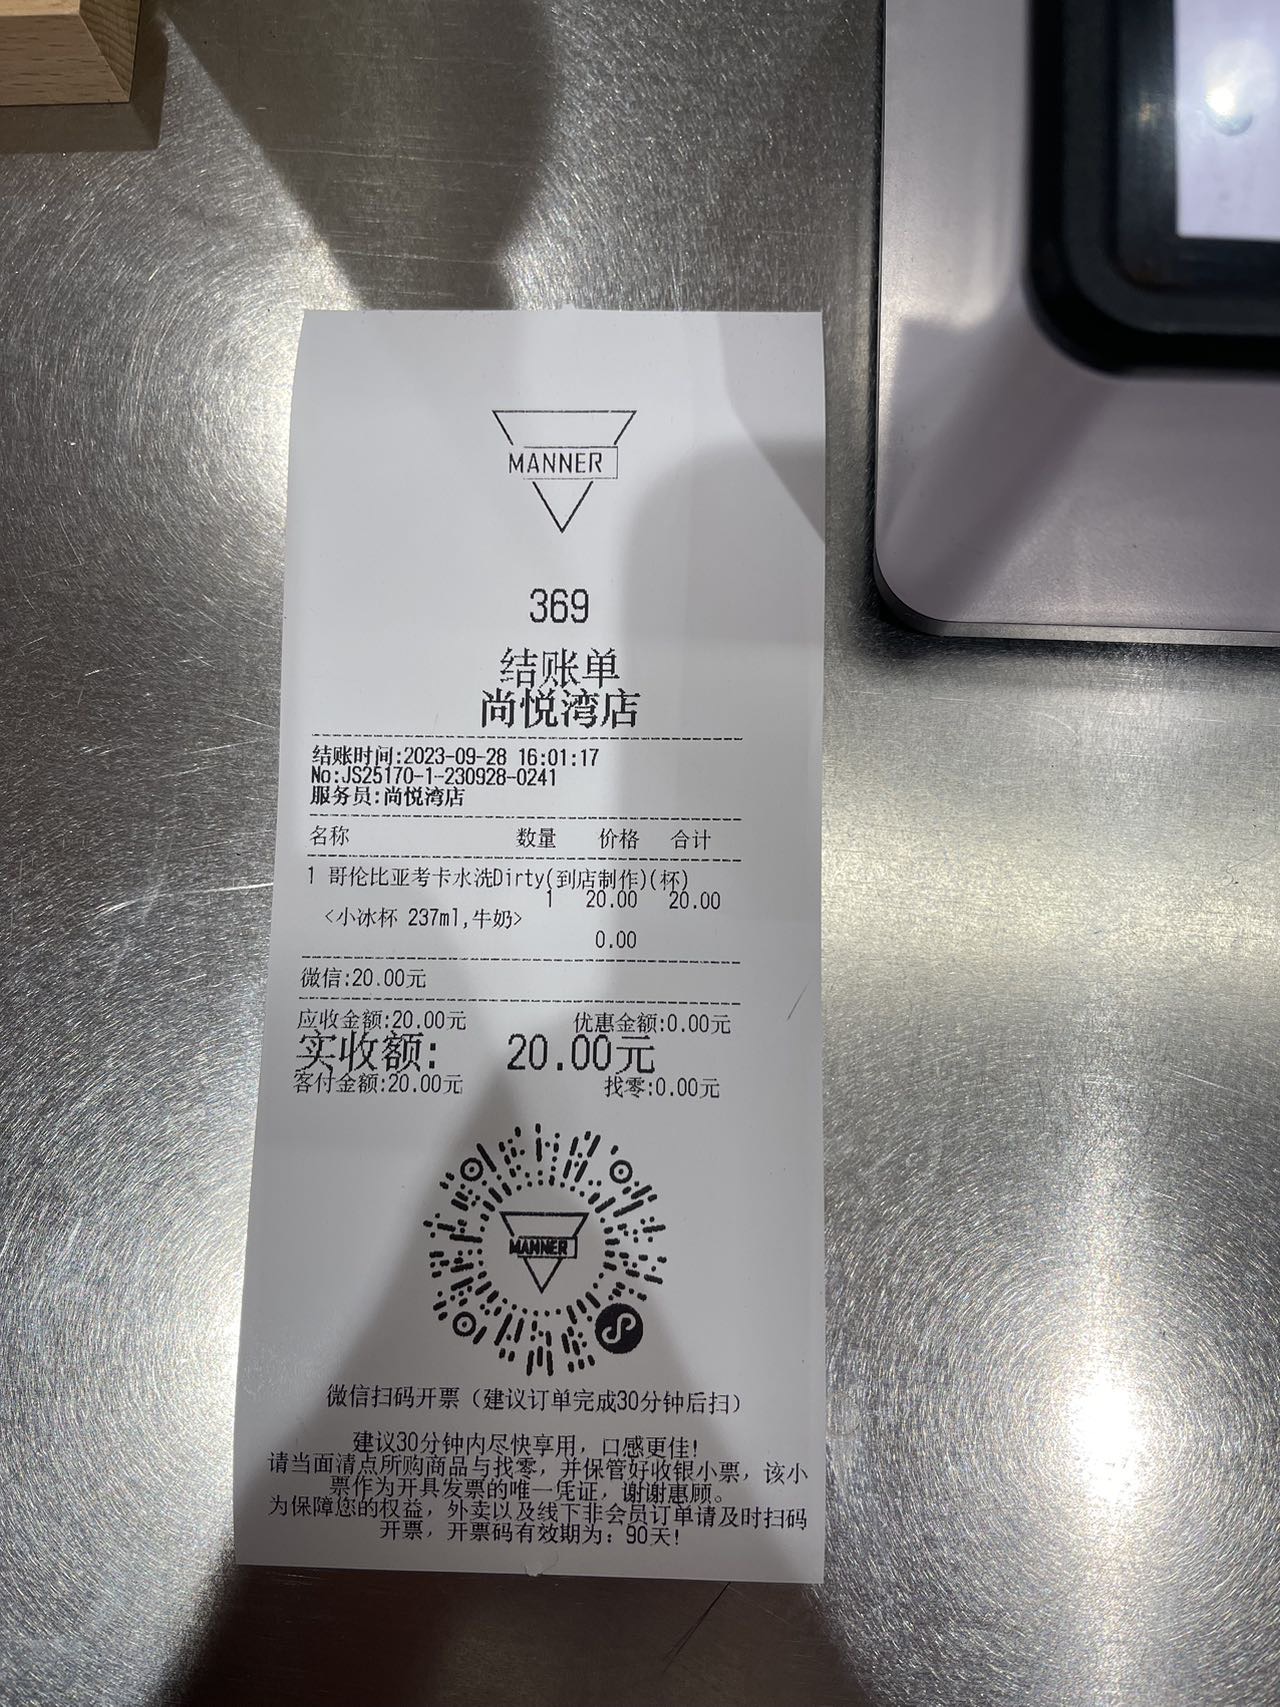 MANNER
369
结账单
尚悦湾店
结账时间:2023-09-28 16:01:17
No:JS25170-1-230928-0241
服务员:尚悦湾店
名称 数量 价格 合计
1 哥伦比亚考卡水洗Dirty(到店制作)(杯)
1 20.00 20.00
<小冰杯 237ml,牛奶>
0.00
微信:20.00元
应收金额:20.00元 优惠金额:0.00元
实收额: 20.00元
客付金额:20.00元 找零:0.00元
MANNER
微信扫码开票（建议订单完成30分钟后扫）
建议30分钟内尽快享用，口感更佳!
请当面清点所购商品与找零，并保管好收银小票，该小
票作为开具发票的唯一凭证，谢谢惠顾。
为保障您的权益，外卖以及线下非会员订单请及时扫码
开票，开票码有效期为：90天!